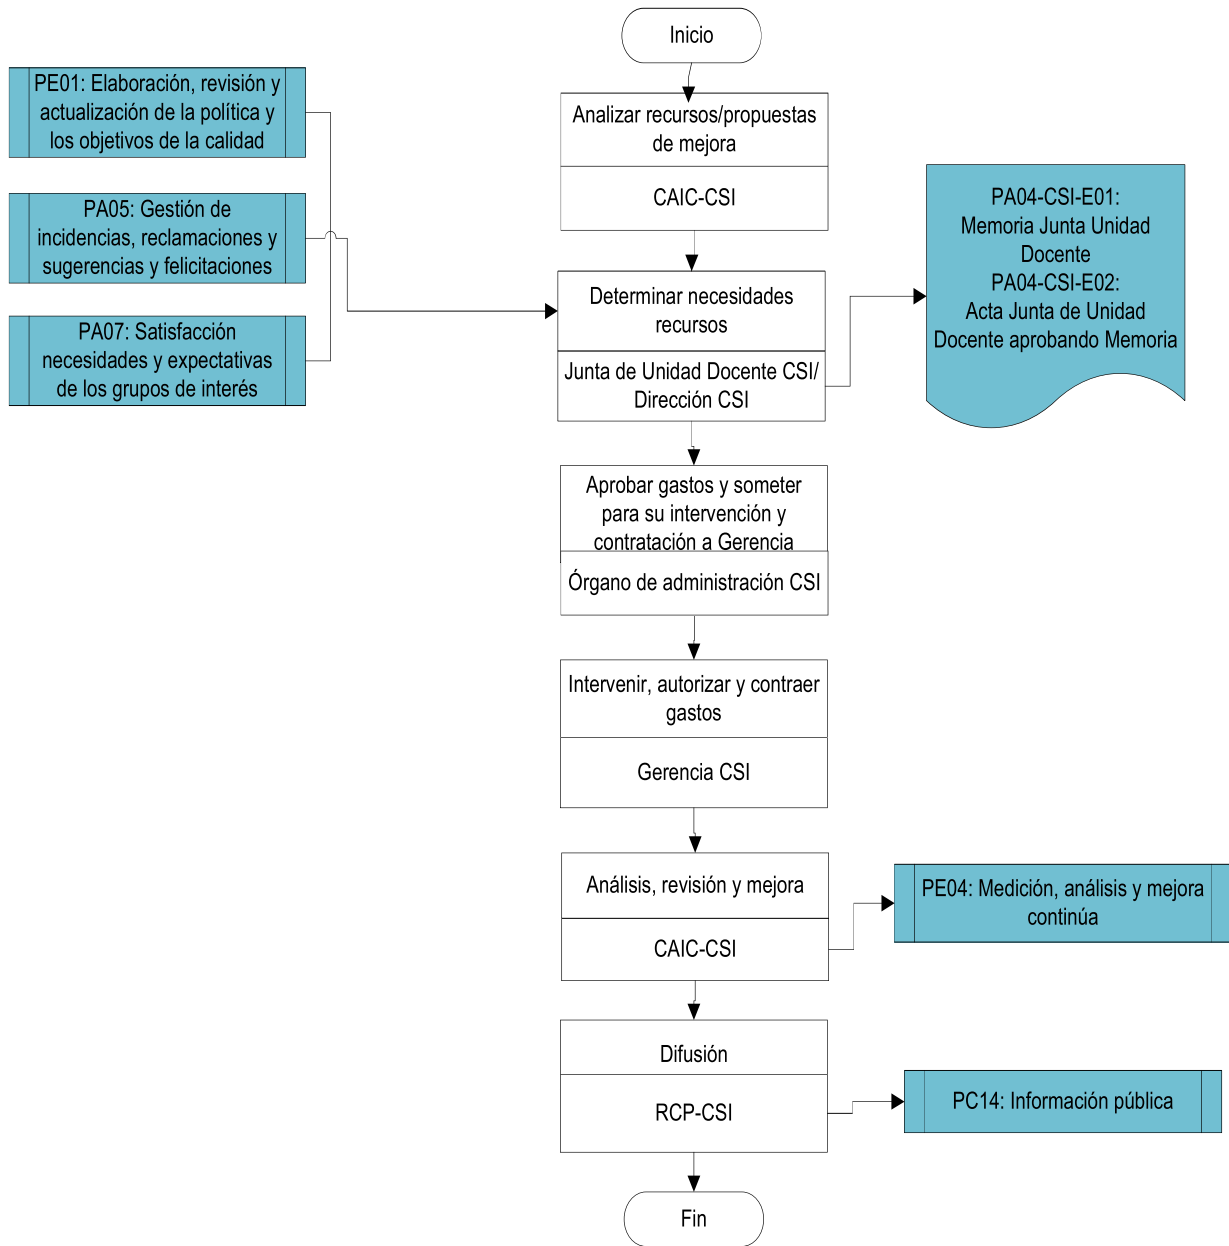 Inicio
PE01: Elaboración, revisión y
actualización de la política y
los objetivos de la calidad
PA05: Gestión de
incidencias, reclamaciones y
sugerencias y felicitaciones
PA07: Satisfacción
necesidades y expectativas
de los grupos de interés
Analizar recursos/propuestas
de mejora
CAIC-CSI
Determinar necesidades
recursos
Junta de Unidad Docente CSI/
Dirección CSI
PA04-CSI-E01:
Memoria Junta Unidad
Docente
PA04-CSI-E02:
Acta Junta de Unidad
Docente aprobando Memoria
Aprobar gastos y someter
para su intervención y
contratación a Gerencia
Órgano de administración CSI
Intervenir, autorizar y contraer
gastos
Gerencia CSI
Análisis, revisión y mejora
CAIC-CSI
PE04: Medición, análisis y mejora
continúa
Difusión
RCP-CSI
PC14: Información pública
Fin